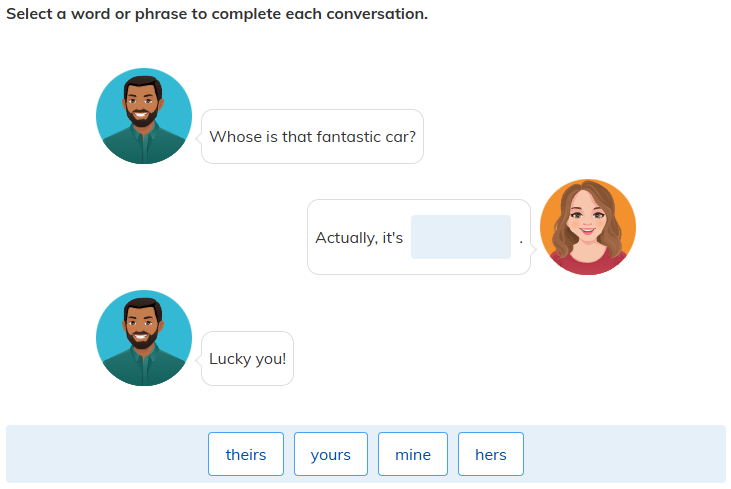 Select a word or phrase to complete each conversation.
Whose is that fantastic car?
Actually, it's .
Lucky you!
theirs yours mine hers